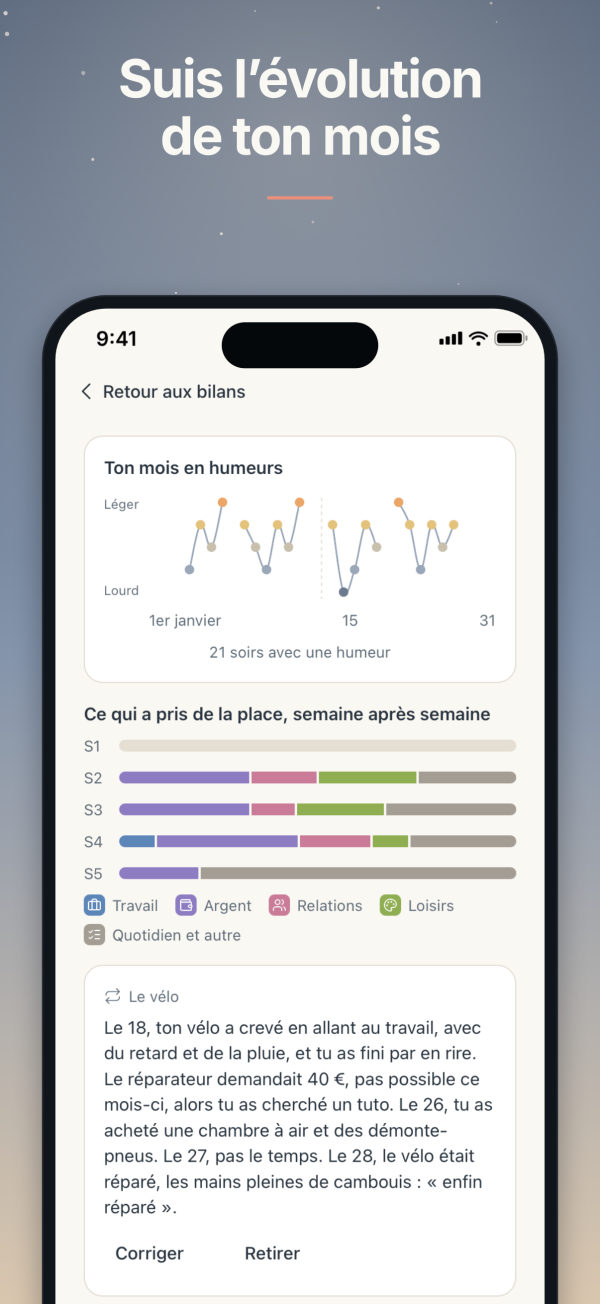 Suis l’évolution
de ton mois
9:41
Retour aux bilans
Ton mois en humeurs
Léger
Lourd
1er janvier 15 31
21 soirs avec une humeur
Ce qui a pris de la place, semaine après semaine
S1
S2
S3
S4
S5
Travail Argent Relations Loisirs
Quotidien et autre
Le vélo
Le 18, ton vélo a crevé en allant au travail, avec
du retard et de la pluie, et tu as fini par en rire.
Le réparateur demandait 40 €, pas possible ce
mois-ci, alors tu as cherché un tuto. Le 26, tu as
acheté une chambre à air et des démonte-
pneus. Le 27, pas le temps. Le 28, le vélo était
réparé, les mains pleines de cambouis : « enfin
réparé ».
Corriger Retirer